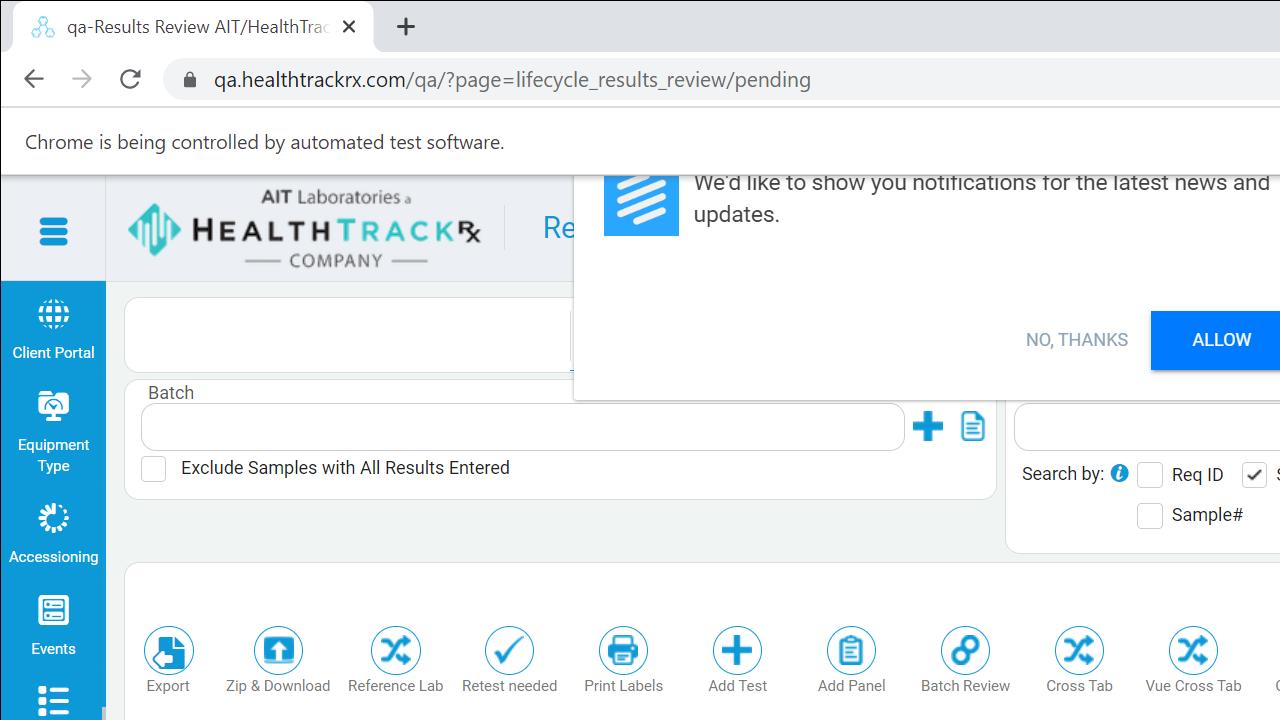 qa-Results Review AIT/HealthTrac
qa.healthtrackrx.com/qa/?page=lifecycle_results_review/pending
Chrome is being controlled by automated test software.
AIT Laboratories a
HEALTHTRACKRx
COMPANY
Re
We'd like to show you notifications for the latest news and
updates.
NO, THANKS
ALLOW
Client Portal
Equipment
Type
Accessioning
Events
Batch
Exclude Samples with All Results Entered
Search by:
Req ID
Sample#
Export
Zip & Download
Reference Lab
Retest needed
Print Labels
Add Test
Add Panel
Batch Review
Cross Tab
Vue Cross Tab